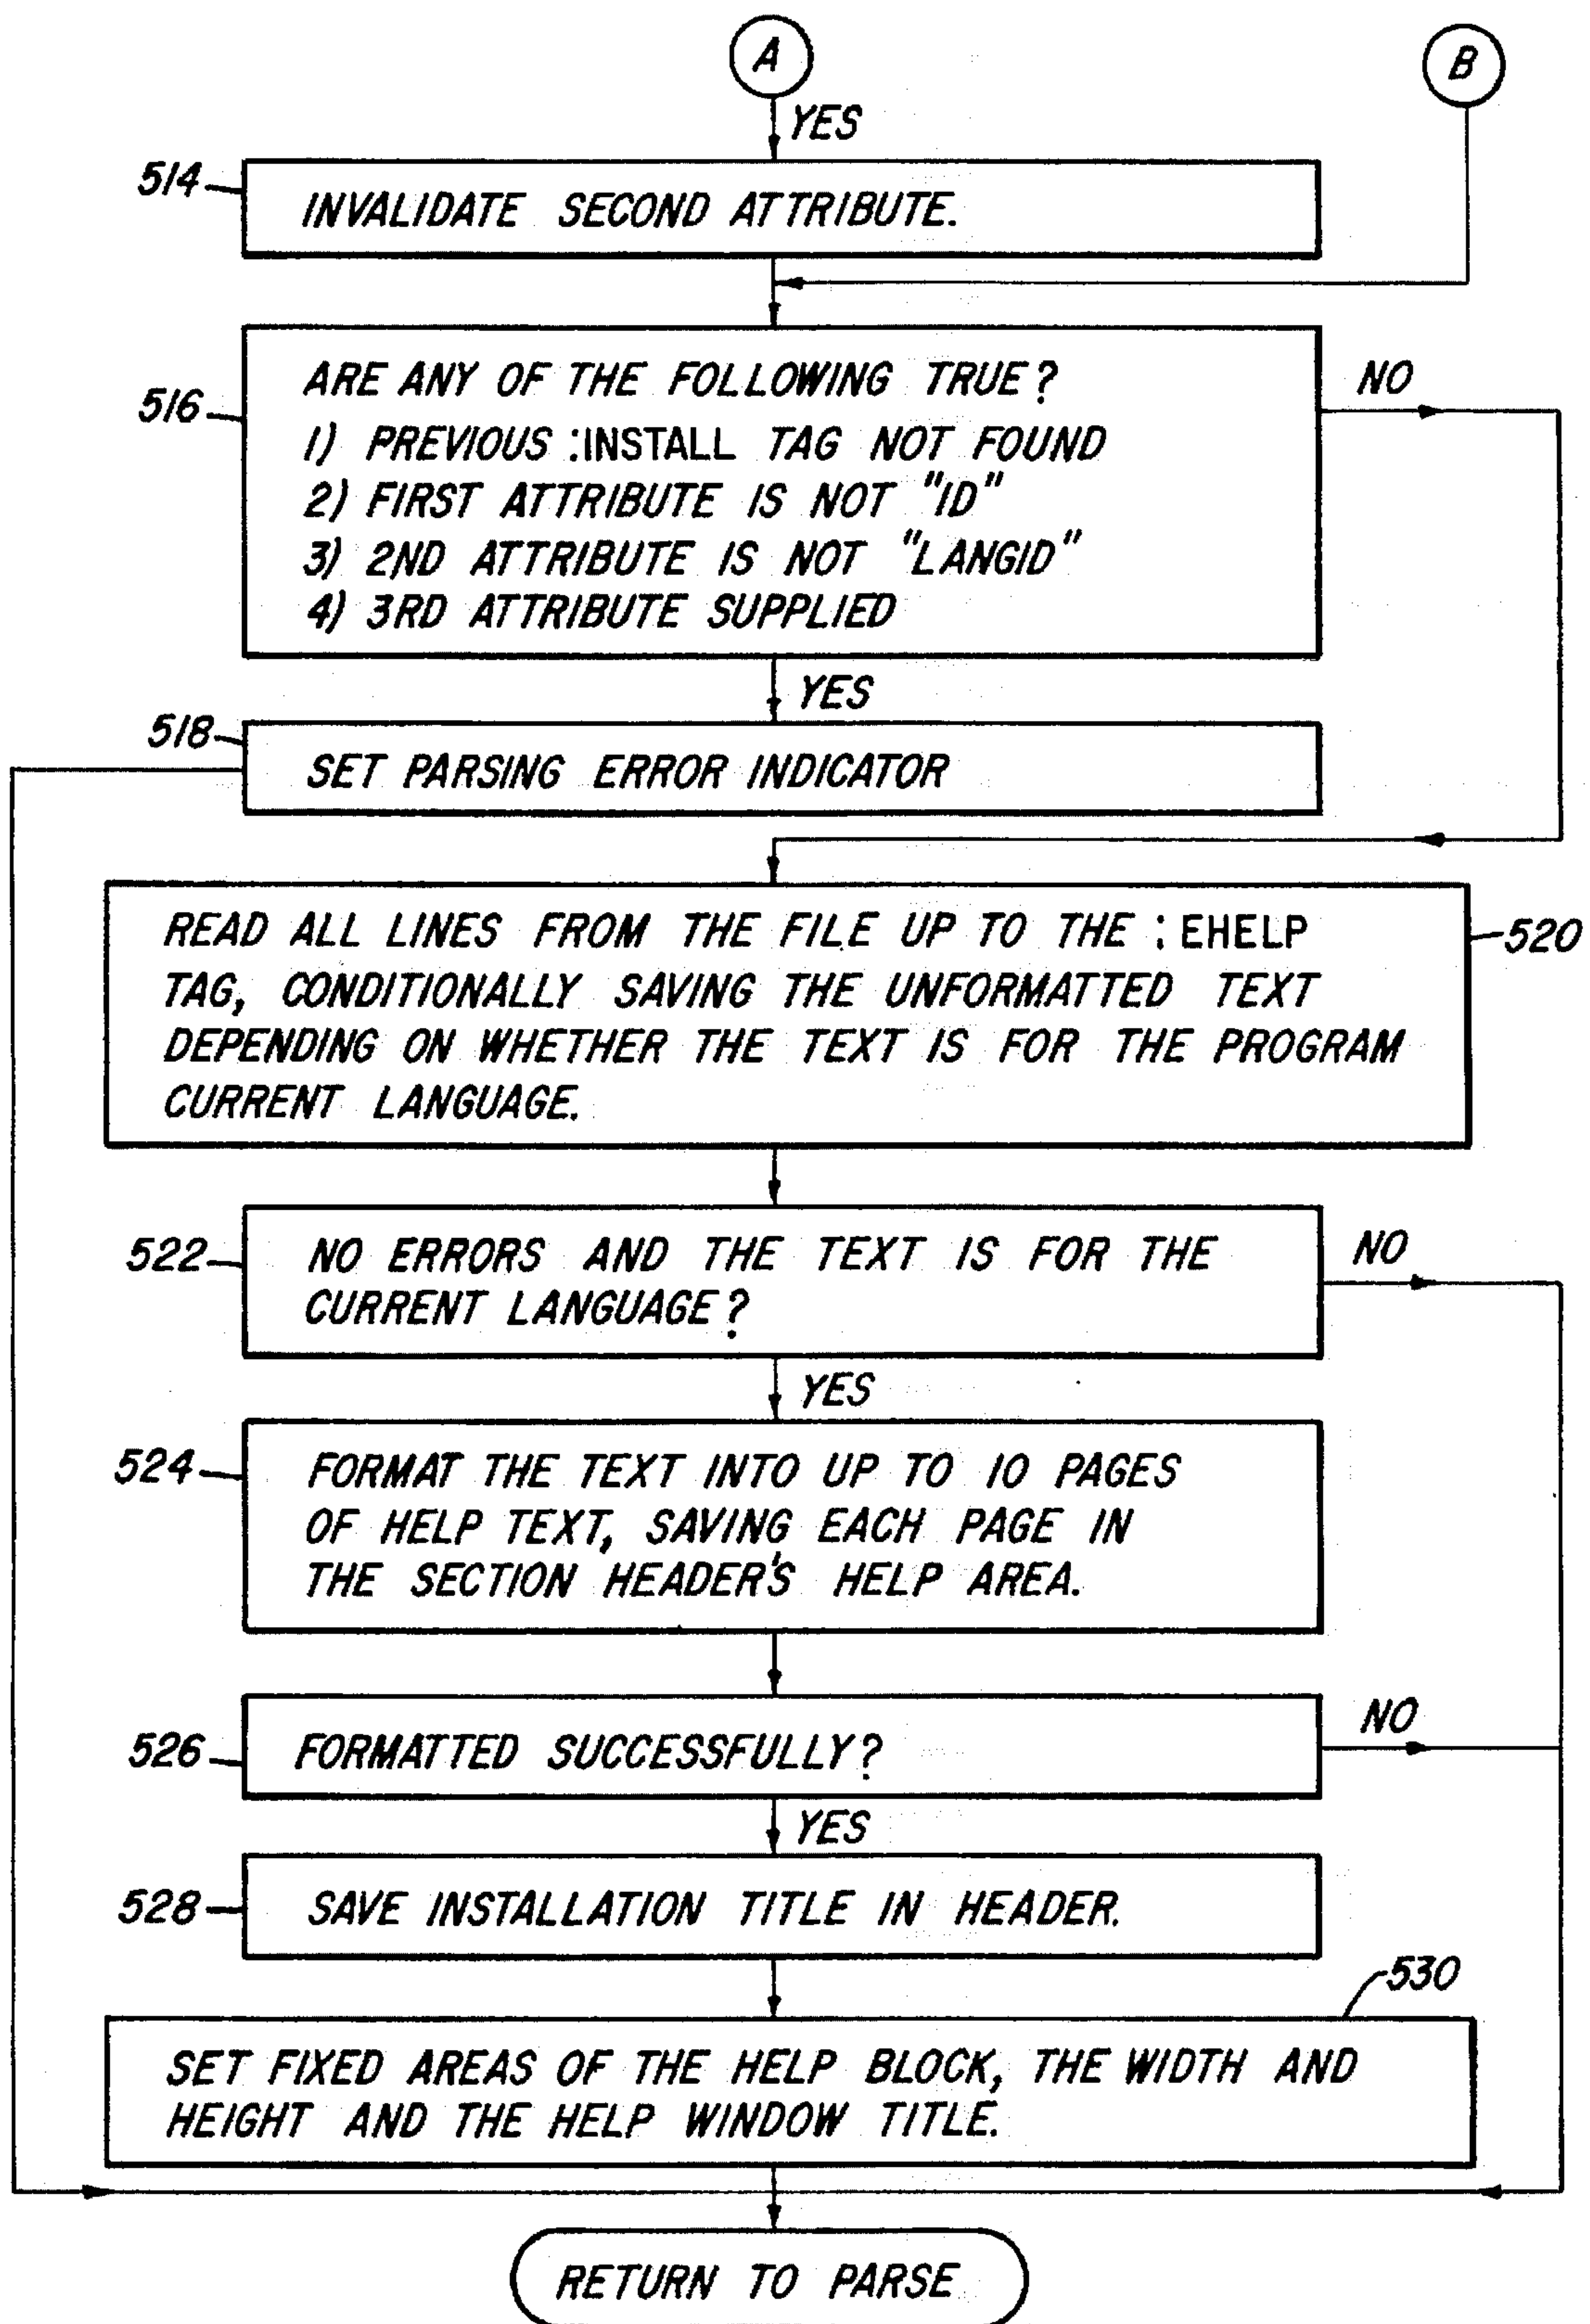 A
B
YES
514
INVALIDATE SECOND ATTRIBUTE.
516
ARE ANY OF THE FOLLOWING TRUE?
NO
1) PREVIOUS :INSTALL TAG NOT FOUND
2) FIRST ATTRIBUTE IS NOT "ID"
3) 2ND ATTRIBUTE IS NOT "LANGID"
4) 3RD ATTRIBUTE SUPPLIED
YES
518
SET PARSING ERROR INDICATOR
READ ALL LINES FROM THE FILE UP TO THE :EHELP
520
TAG, CONDITIONALLY SAVING THE UNFORMATTED TEXT
DEPENDING ON WHETHER THE TEXT IS FOR THE PROGRAM
CURRENT LANGUAGE.
522
NO ERRORS AND THE TEXT IS FOR THE
NO
CURRENT LANGUAGE?
YES
524
FORMAT THE TEXT INTO UP TO 10 PAGES
OF HELP TEXT, SAVING EACH PAGE IN
THE SECTION HEADER'S HELP AREA.
526
FORMATTED SUCCESSFULLY?
NO
YES
528
SAVE INSTALLATION TITLE IN HEADER.
530
SET FIXED AREAS OF THE HELP BLOCK, THE WIDTH AND
HEIGHT AND THE HELP WINDOW TITLE.
RETURN TO PARSE